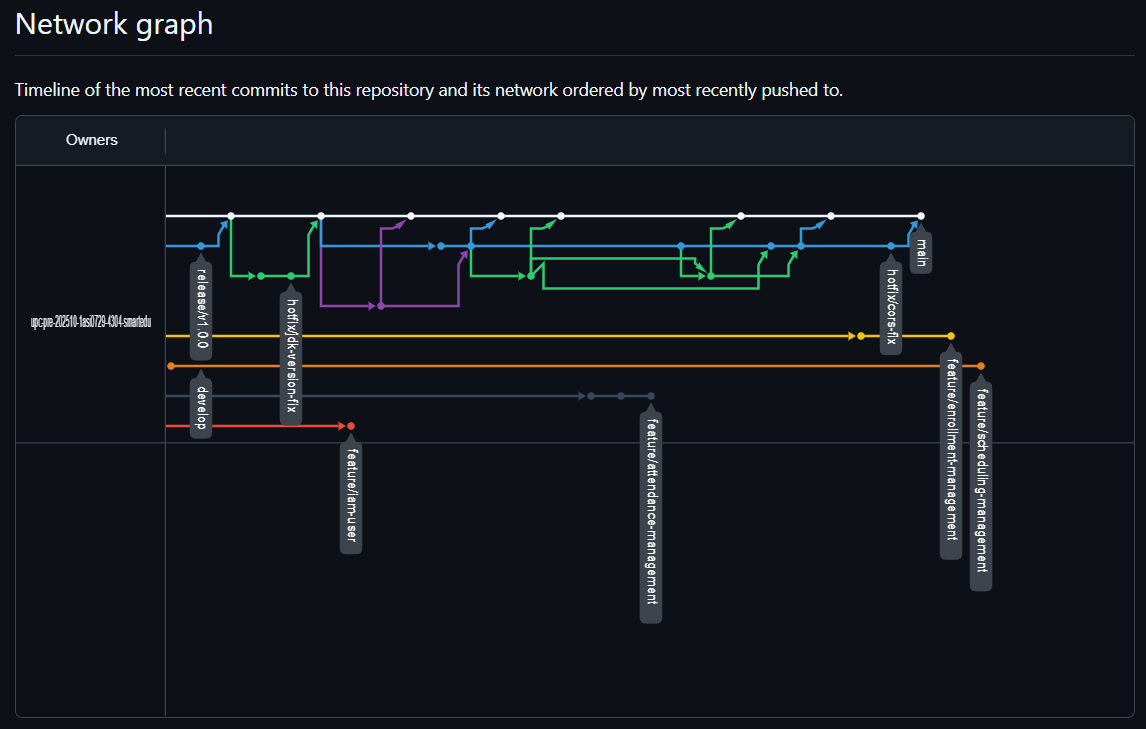 Network graph
Timeline of the most recent commits to this repository and its network ordered by most recently pushed to.
Owners
upc-pre-202510-1asi0729-4304-smartedu
release/v1.0.0
develop
hotfix/jdk-version-fix
feature/iam-user
feature/attendance-management
hotfix/cors-fix
main
feature/enrollment-management
feature/scheduling-management